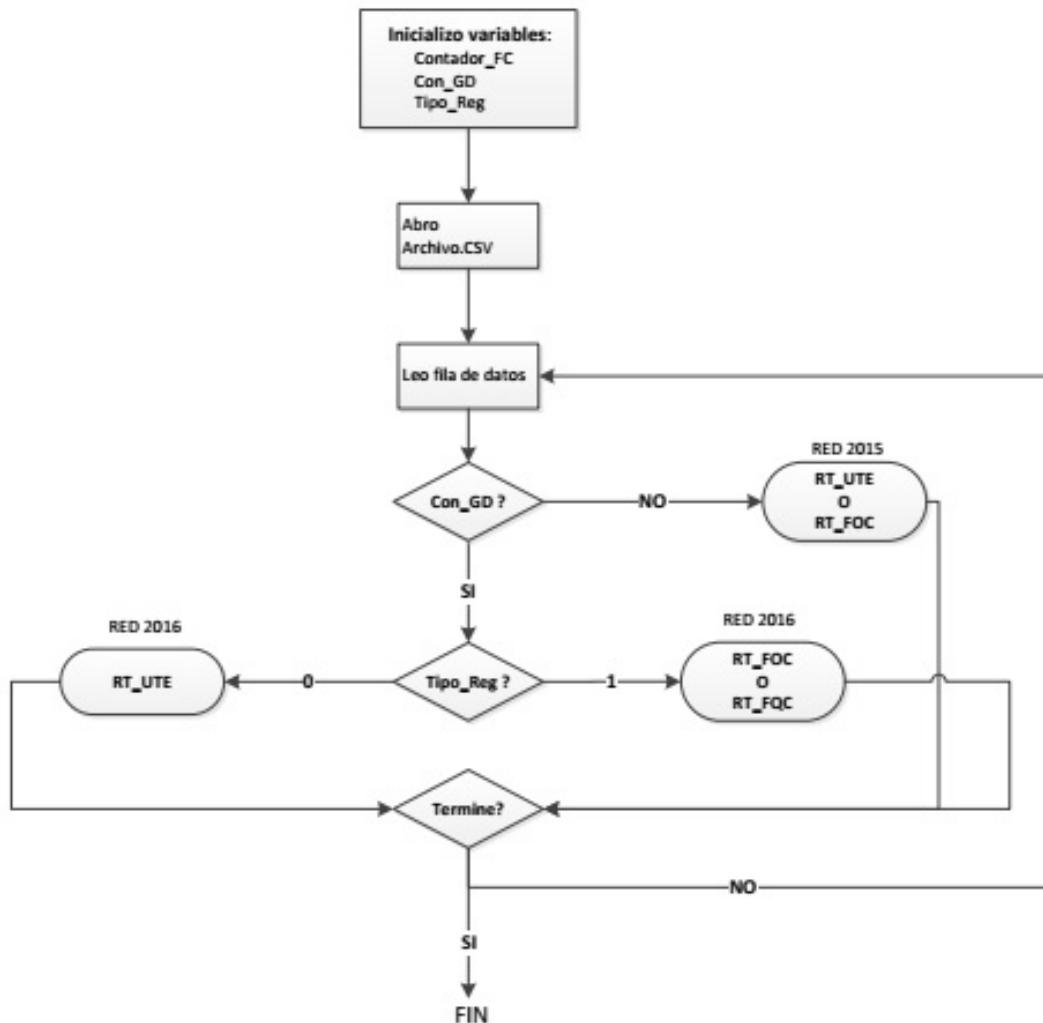 Inicializo variables:
Contador_FC
Con_GD
Tipo_Reg
Abro
Archivo.CSV
Leo fila de datos
Con_GD ?
NO
RED 2015
RT_UTE
O
RT_FOC
SI
RED 2016
RT_UTE
0
Tipo_Reg ?
1
RED 2016
RT_FOC
O
RT_FQC
Termine?
NO
SI
FIN